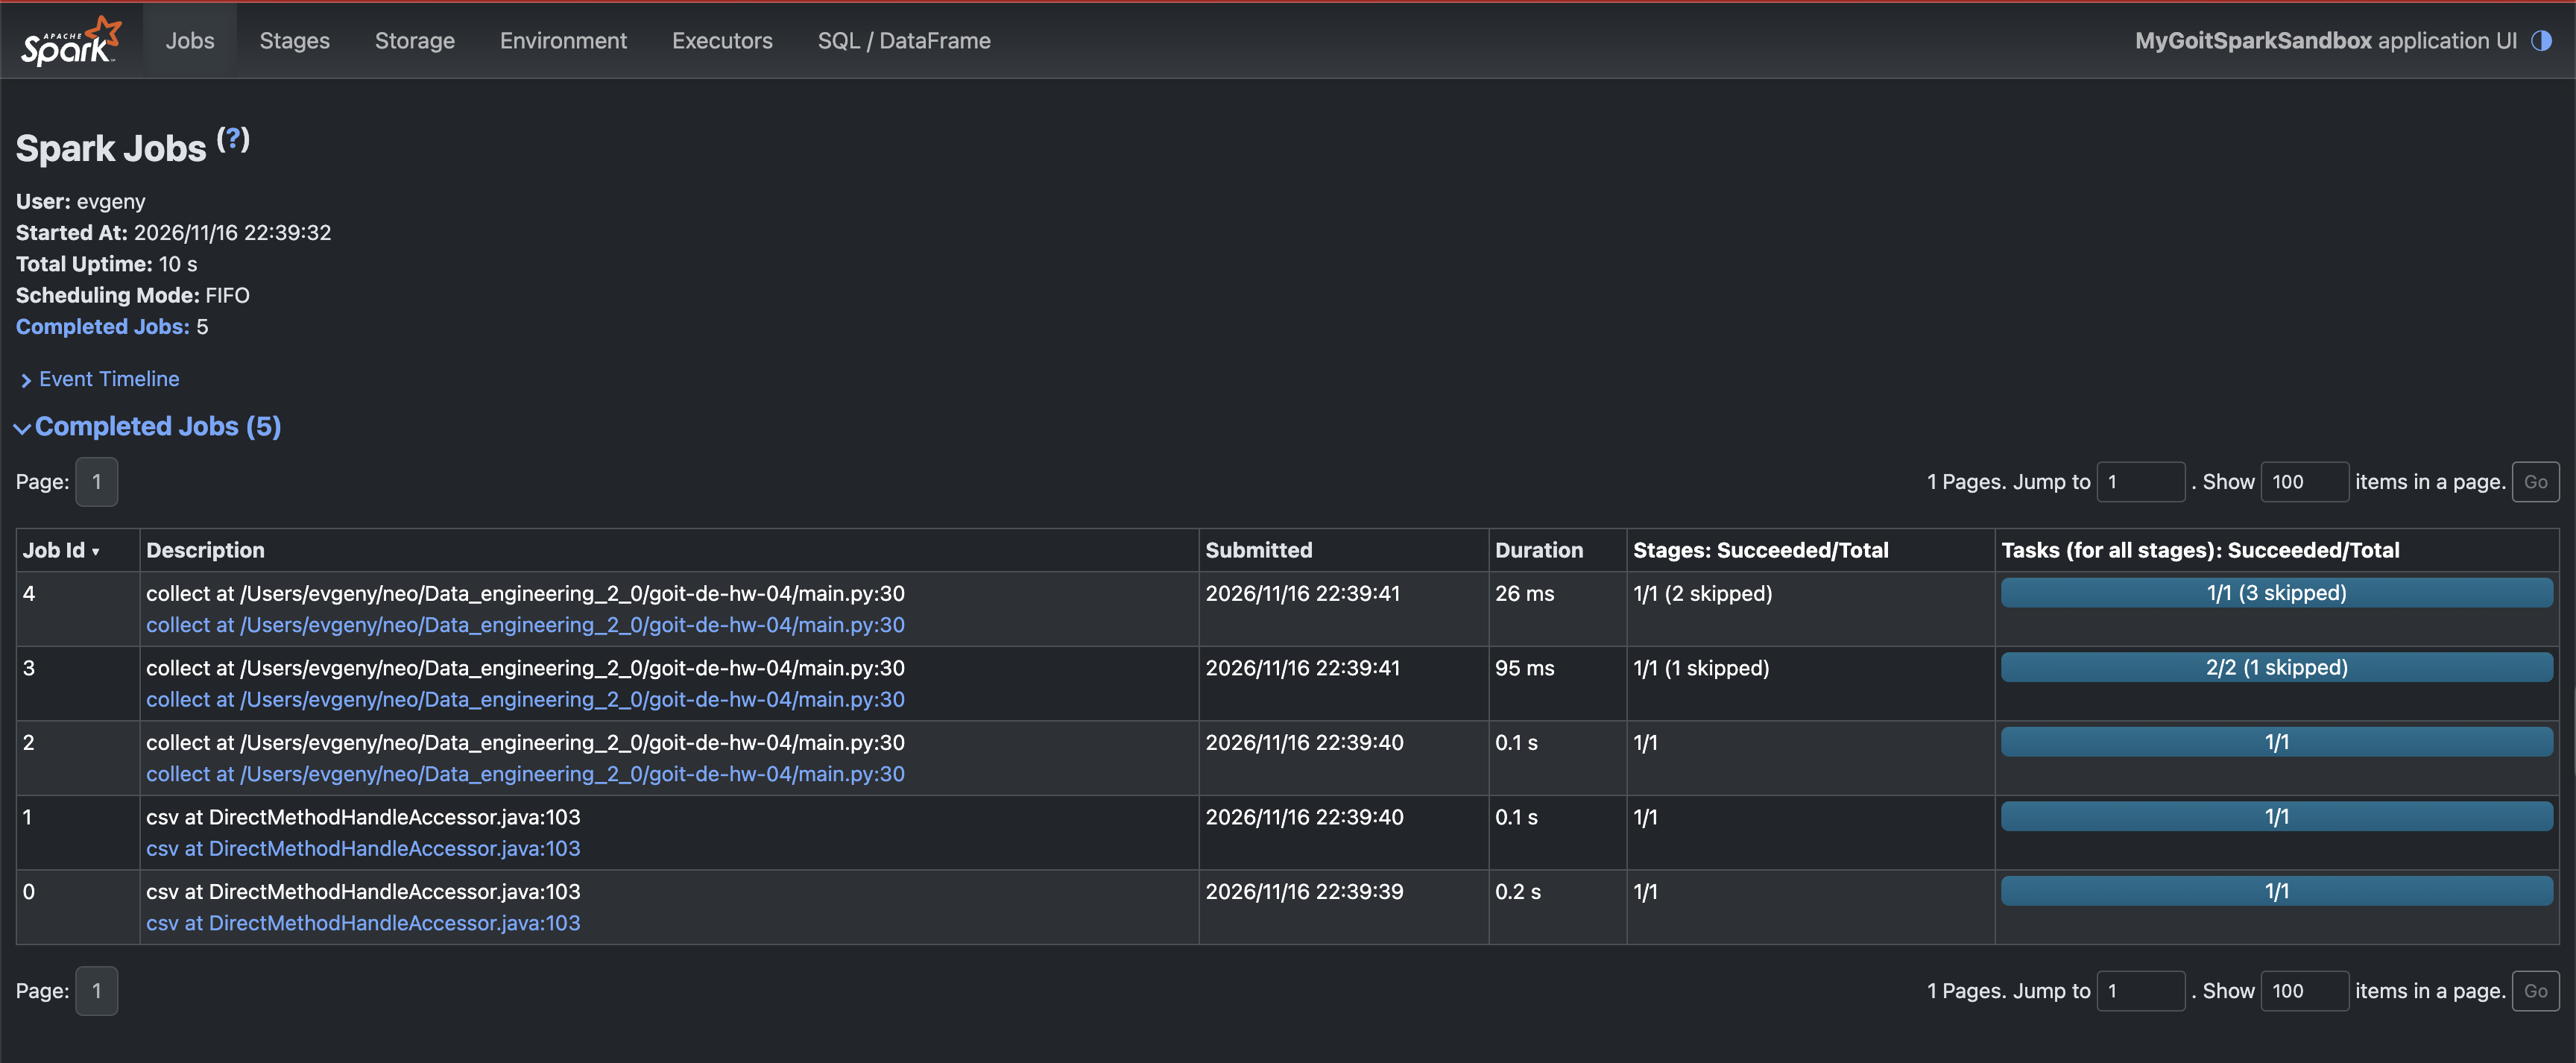 APACHE Spark Jobs Stages Storage Environment Executors SQL / DataFrame MyGoitSparkSandbox application UI
Spark Jobs (?)
User: evgeny
Started At: 2026/11/16 22:39:32
Total Uptime: 10 s
Scheduling Mode: FIFO
Completed Jobs: 5
Event Timeline
Completed Jobs (5)
Page: 1 1 Pages. Jump to 1 . Show 100 items in a page. Go
Job Id ▾ Description Submitted Duration Stages: Succeeded/Total Tasks (for all stages): Succeeded/Total
4 collect at /Users/evgeny/neo/Data_engineering_2_0/goit-de-hw-04/main.py:30 2026/11/16 22:39:41 26 ms 1/1 (2 skipped) 1/1 (3 skipped)
collect at /Users/evgeny/neo/Data_engineering_2_0/goit-de-hw-04/main.py:30
3 collect at /Users/evgeny/neo/Data_engineering_2_0/goit-de-hw-04/main.py:30 2026/11/16 22:39:41 95 ms 1/1 (1 skipped) 2/2 (1 skipped)
collect at /Users/evgeny/neo/Data_engineering_2_0/goit-de-hw-04/main.py:30
2 collect at /Users/evgeny/neo/Data_engineering_2_0/goit-de-hw-04/main.py:30 2026/11/16 22:39:40 0.1 s 1/1 1/1
collect at /Users/evgeny/neo/Data_engineering_2_0/goit-de-hw-04/main.py:30
1 csv at DirectMethodHandleAccessor.java:103 2026/11/16 22:39:40 0.1 s 1/1 1/1
csv at DirectMethodHandleAccessor.java:103
0 csv at DirectMethodHandleAccessor.java:103 2026/11/16 22:39:39 0.2 s 1/1 1/1
csv at DirectMethodHandleAccessor.java:103
Page: 1 1 Pages. Jump to 1 . Show 100 items in a page. Go